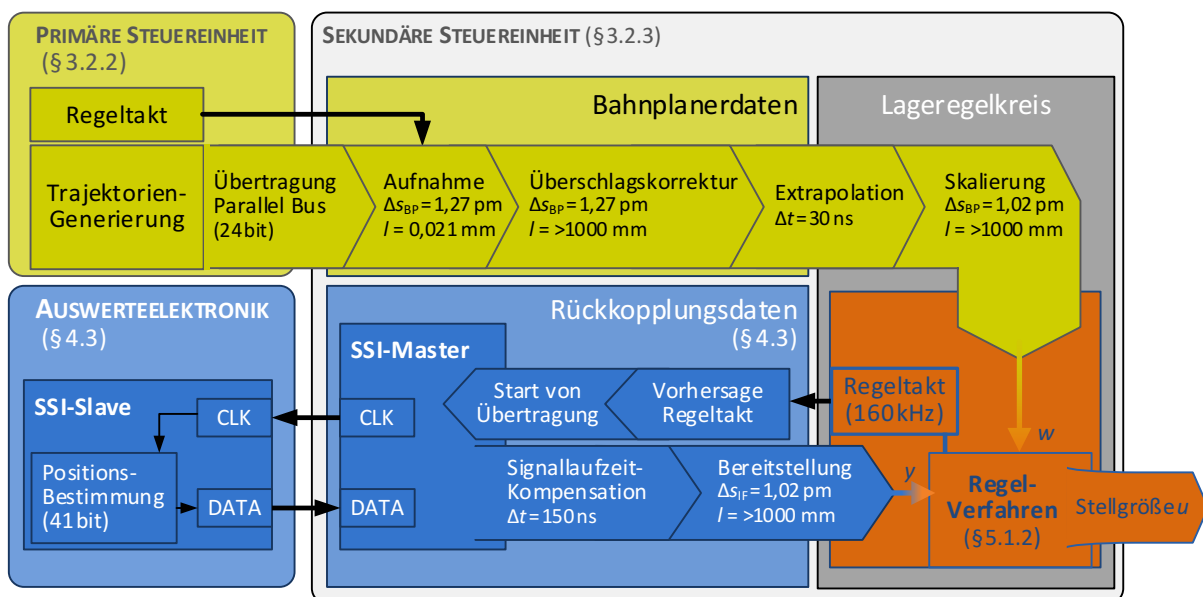 PRIMÄRE STEUEREINHEIT
(§ 3.2.2)
Regeltakt
Trajektorien-
Generierung
SEKUNDÄRE STEUEREINHEIT (§ 3.2.3)
Bahnplanerdaten
Lageregelkreis
Übertragung
Parallel Bus
(24 bit)
Aufnahme
Δs_BP = 1,27 pm
l = 0,021 mm
Überschlagskorrektur
Δs_BP = 1,27 pm
l = >1000 mm
Extrapolation
Δt = 30 ns
Skalierung
Δs_BP = 1,02 pm
l = >1000 mm
AUSWERTEELEKTRONIK
(§ 4.3)
SSI-Slave
CLK
Positions-
Bestimmung
(41 bit)
DATA
Rückkopplungsdaten
(§ 4.3)
SSI-Master
CLK
DATA
Start von
Übertragung
Vorhersage
Regeltakt
Regeltakt
(160 kHz)
Signallaufzeit-
Kompensation
Δt = 150 ns
Bereitstellung
Δs_IF = 1,02 pm
l = >1000 mm
y
w
Regel-
Verfahren
(§ 5.1.2)
Stellgröße u